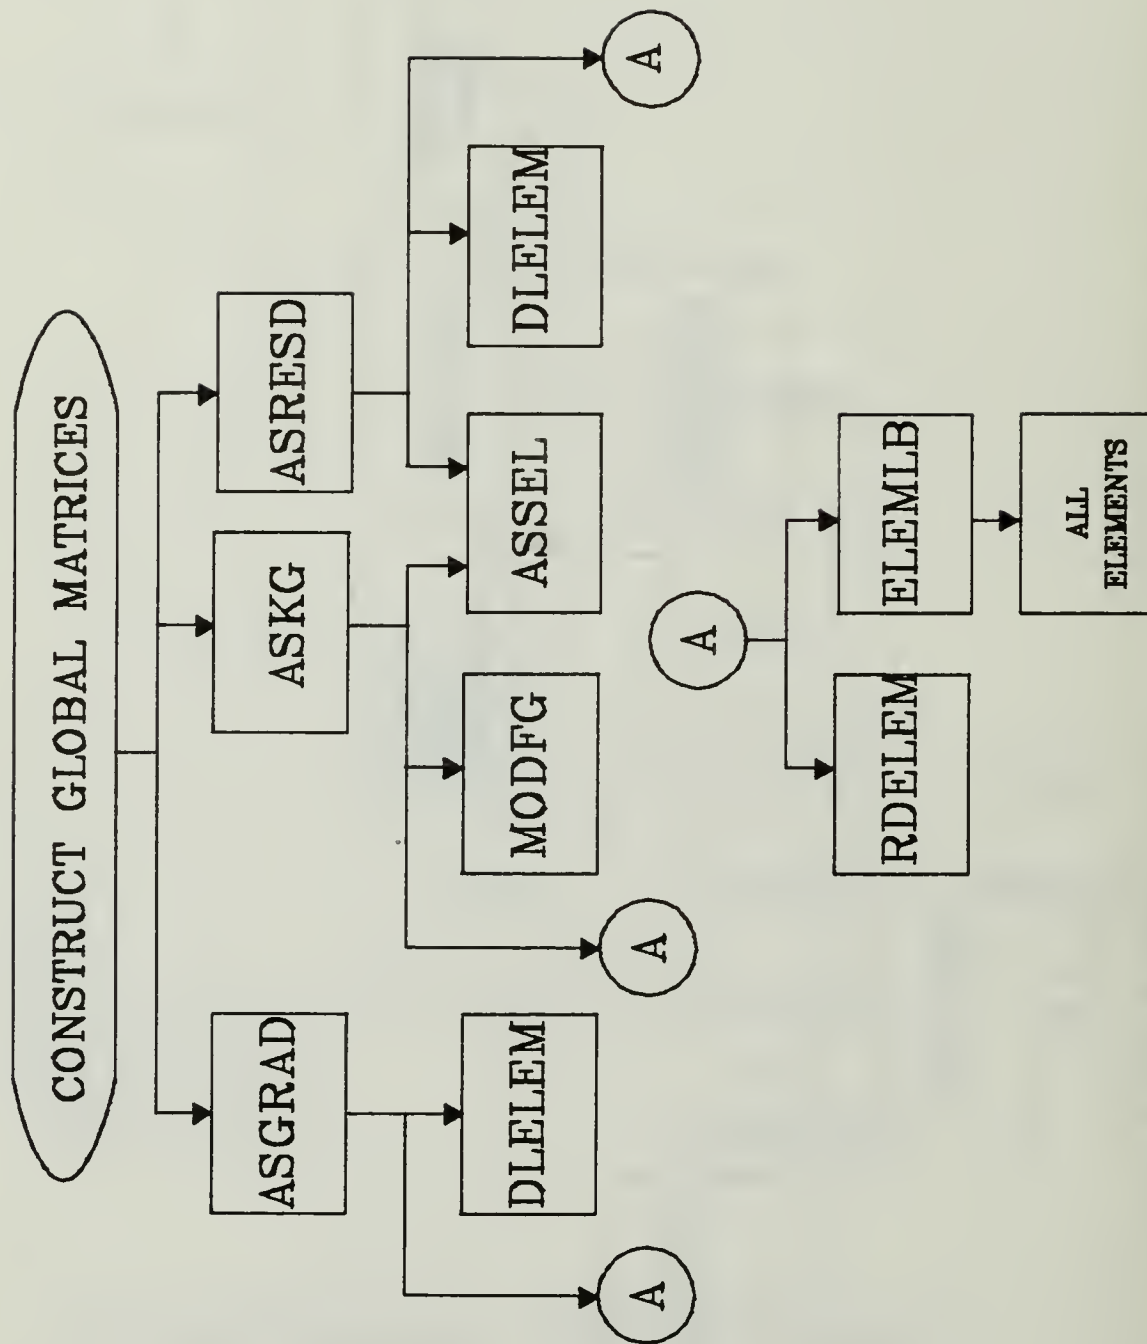 CONSTRUCT GLOBAL MATRICES
ASGRAD
ASKG
ASRESD
DLELEM
MODFG
ASSEL
DLELEM
A
A
A
A
RDELEM
ELEMLB
ALL
ELEMENTS